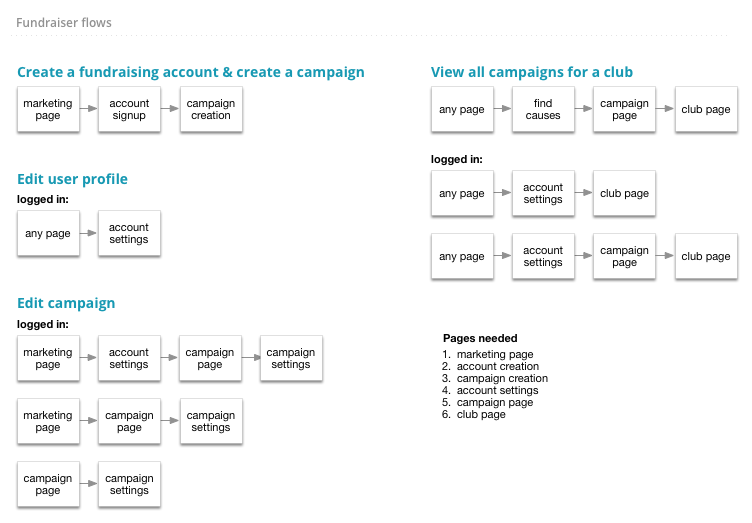 Fundraiser flows
Create a fundraising account & create a campaign
marketing
page
account
signup
campaign
creation
Edit user profile
logged in:
any page
account
settings
Edit campaign
logged in:
marketing
page
account
settings
campaign
page
campaign
settings
marketing
page
campaign
page
campaign
settings
campaign
page
campaign
settings
View all campaigns for a club
any page
find
causes
campaign
page
club page
logged in:
any page
account
settings
club page
any page
account
settings
campaign
page
club page
Pages needed
1. marketing page
2. account creation
3. campaign creation
4. account settings
5. campaign page
6. club page